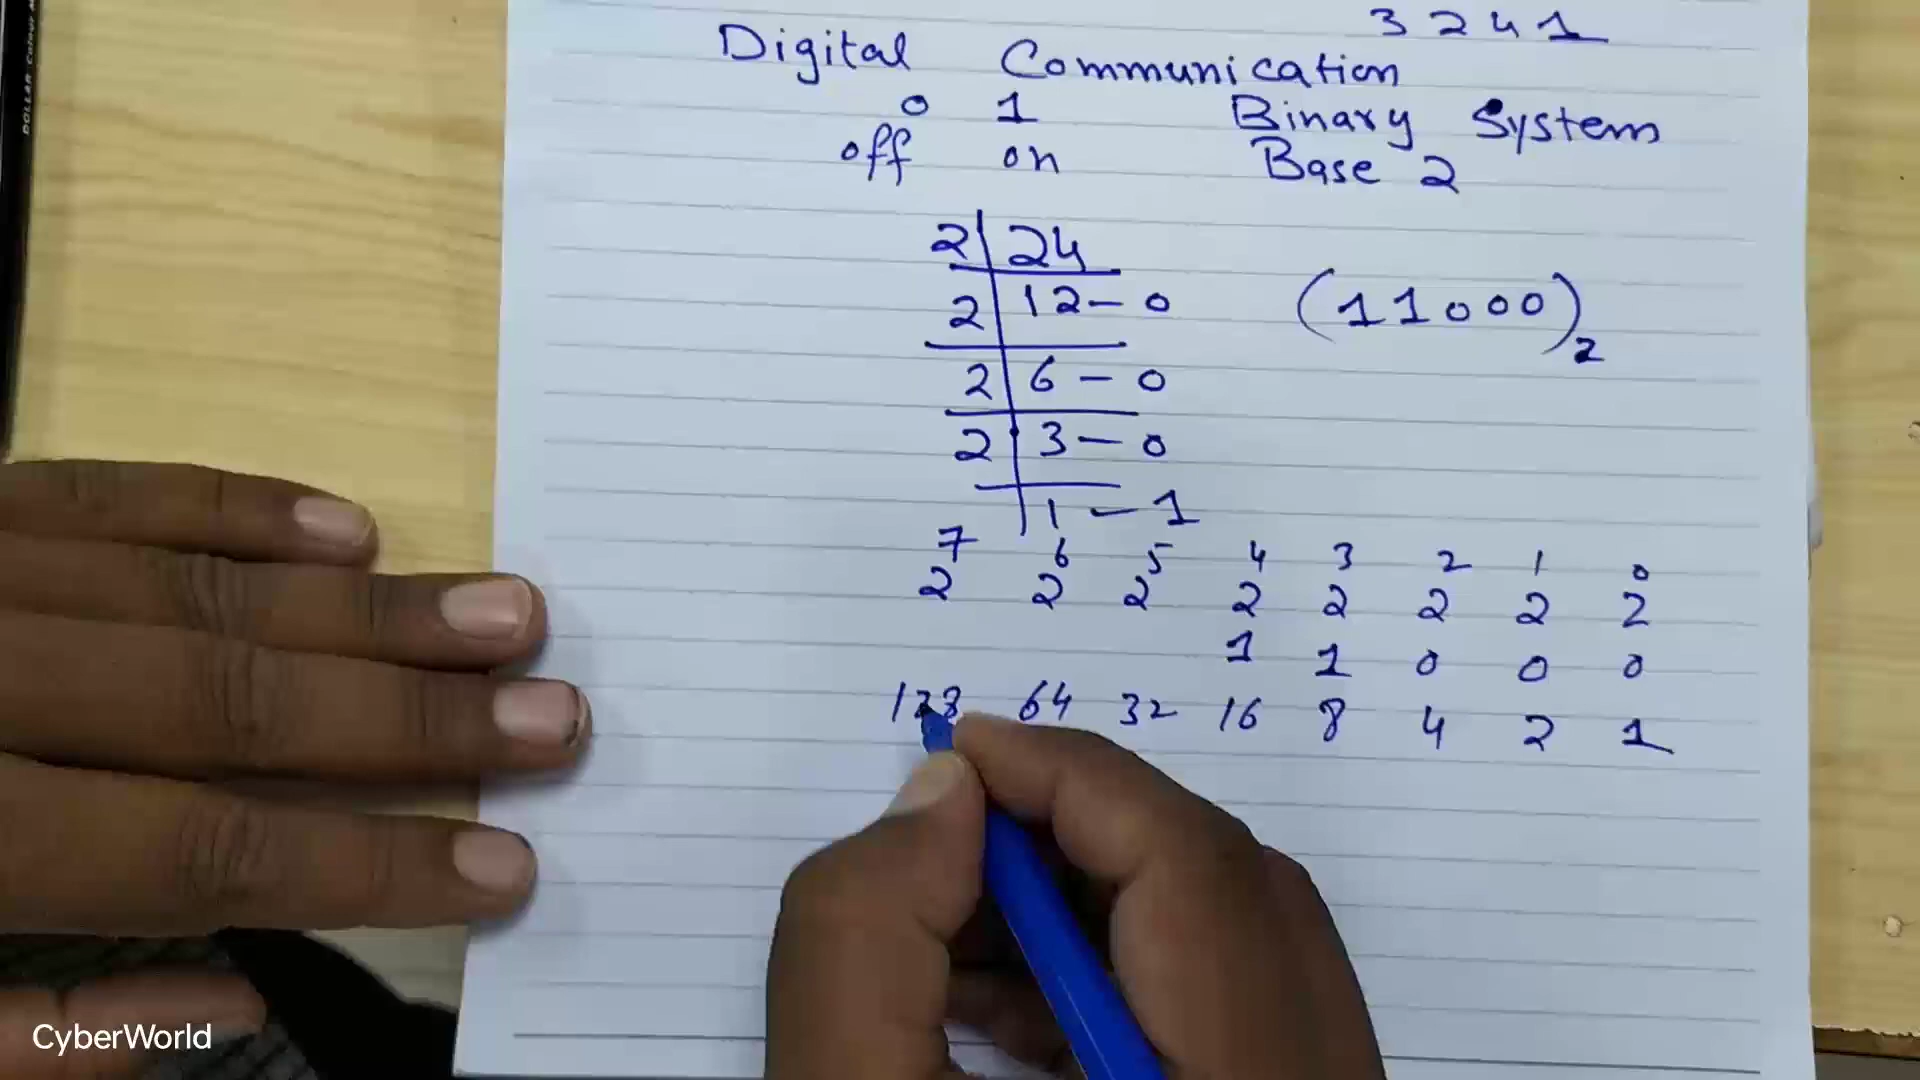 3 2 4 1
Digital Communication
0 1 Binary System
off on Base 2
2 24
2 12 - 0 (11000)2
2 6 - 0
2 3 - 0
1 - 1
7 6 5 4 3 2 1 0
2 2 2 2 2 2 2 2
1 1 0 0 0
128 64 32 16 8 4 2 1
CyberWorld